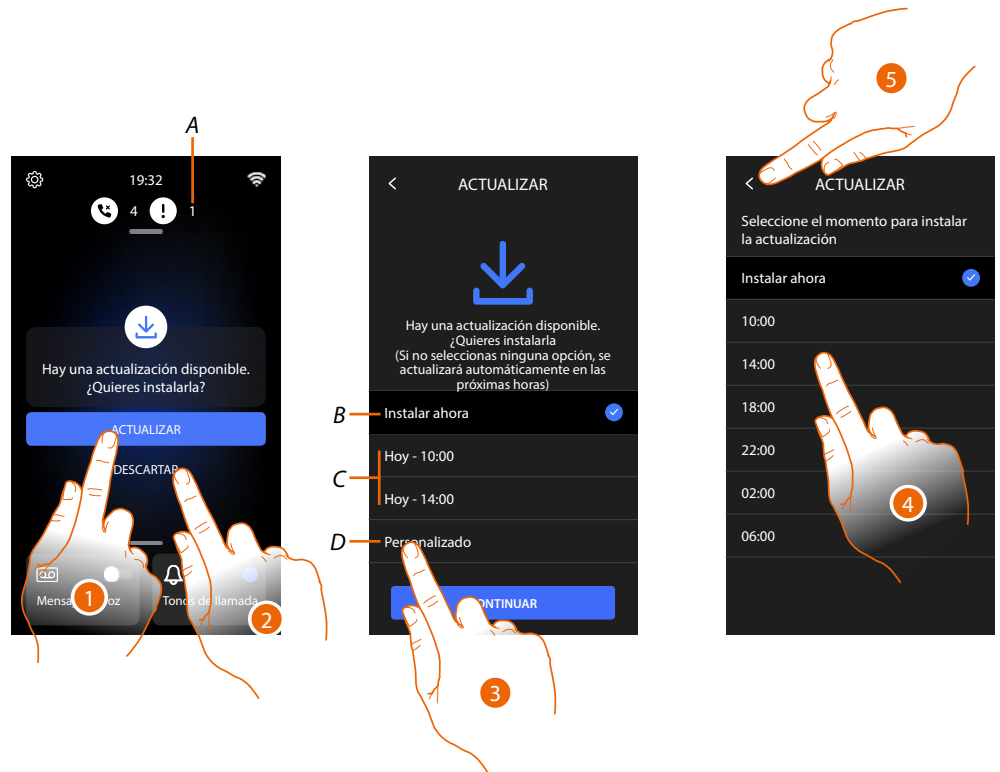 A
19:32
4
1
Hay una actualización disponible.
¿Quieres instalarla?
ACTUALIZAR
DESCARTAR
Tonos de llamada
1
2
ACTUALIZAR
Hay una actualización disponible.
¿Quieres instalarla
(Si no seleccionas ninguna opción, se
actualizará automáticamente en las
próximas horas)
B
Instalar ahora
C
Hoy - 10:00
Hoy - 14:00
D
Personalizado
3
5
ACTUALIZAR
Seleccione el momento para instalar
la actualización
Instalar ahora
10:00
14:00
18:00
22:00
02:00
06:00
4